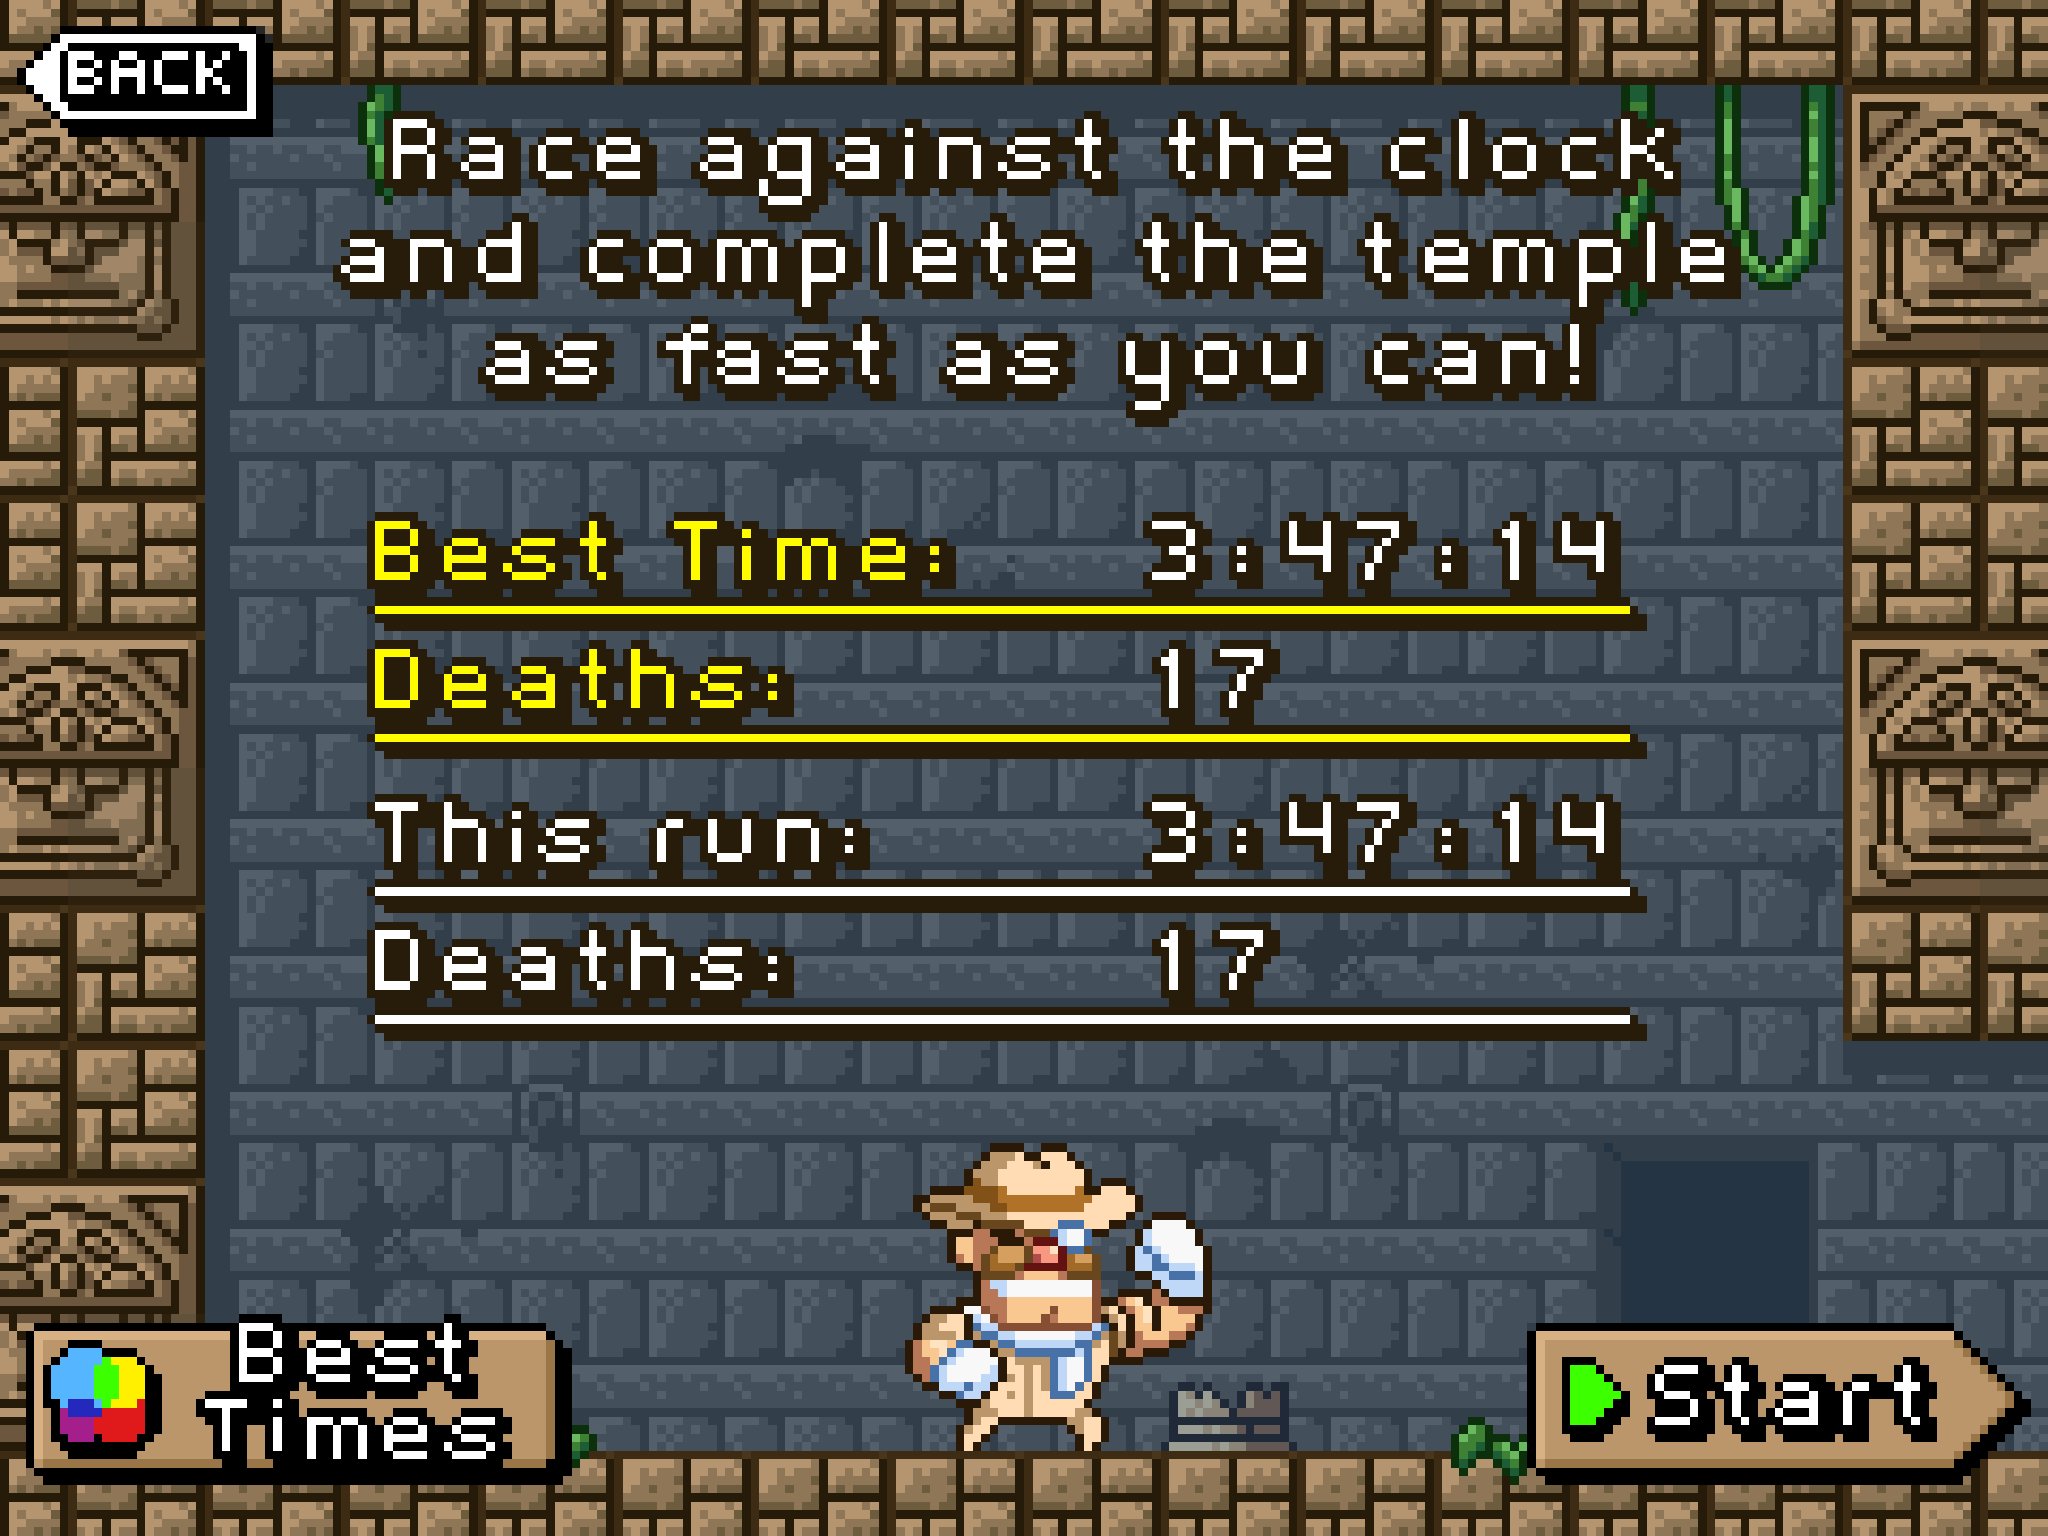 BACK
Race against the clock
and complete the temple
as fast as you can!
Best Time: 3:47:14
Deaths: 17
This run: 3:47:14
Deaths: 17
Best
Times
Start